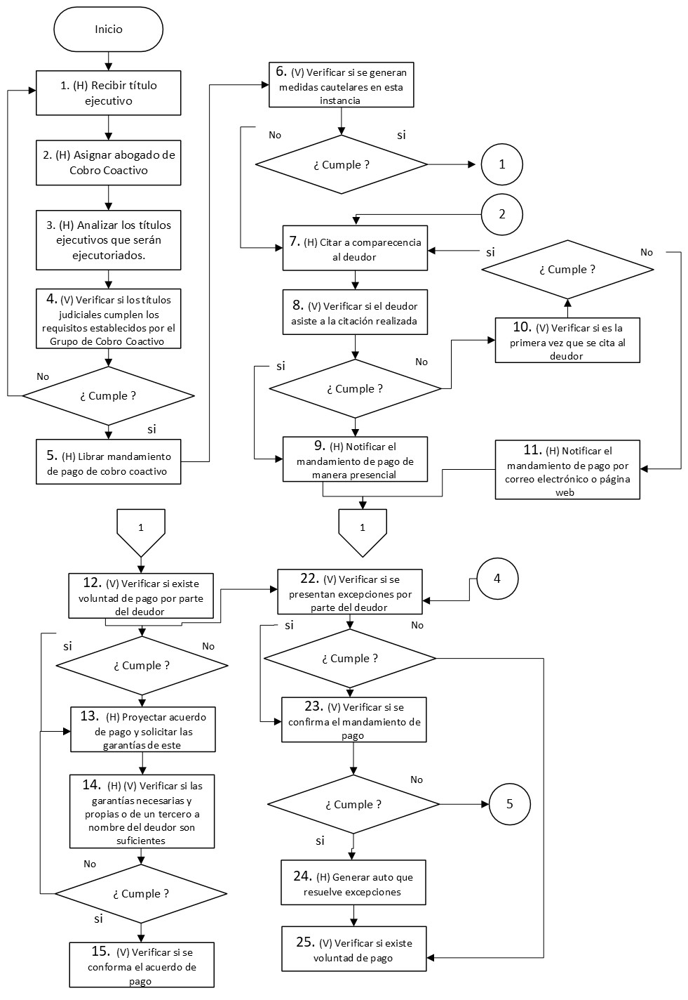 Inicio
1. (H) Recibir título
ejecutivo
2. (H) Asignar abogado de
Cobro Coactivo
3. (H) Analizar los títulos
ejecutivos que serán
ejecutoriados.
4. (V) Verificar si los títulos
judiciales cumplen los
requisitos establecidos por el
Grupo de Cobro Coactivo
No
¿ Cumple ?
si
5. (H) Librar mandamiento
de pago de cobro coactivo
6. (V) Verificar si se generan
medidas cautelares en esta
instancia
No
si
¿ Cumple ?
1
2
7. (H) Citar a comparecencia
al deudor
si
No
¿ Cumple ?
8. (V) Verificar si el deudor
asiste a la citación realizada
10. (V) Verificar si es la
primera vez que se cita al
deudor
si
No
¿ Cumple ?
9. (H) Notificar el
mandamiento de pago de
manera presencial
11. (H) Notificar el
mandamiento de pago por
correo electrónico o página
web
1
1
12. (V) Verificar si existe
voluntad de pago por parte
del deudor
si
No
¿ Cumple ?
13. (H) Proyectar acuerdo
de pago y solicitar las
garantías de este
14. (H) (V) Verificar si las
garantías necesarias y
propias o de un tercero a
nombre del deudor son
suficientes
No
¿ Cumple ?
si
15. (V) Verificar si se
conforma el acuerdo de
pago
22. (V) Verificar si se
presentan excepciones por
parte del deudor
4
si
No
¿ Cumple ?
23. (V) Verificar si se
confirma el mandamiento de
pago
No
¿ Cumple ?
5
si
24. (H) Generar auto que
resuelve excepciones
25. (V) Verificar si existe
voluntad de pago